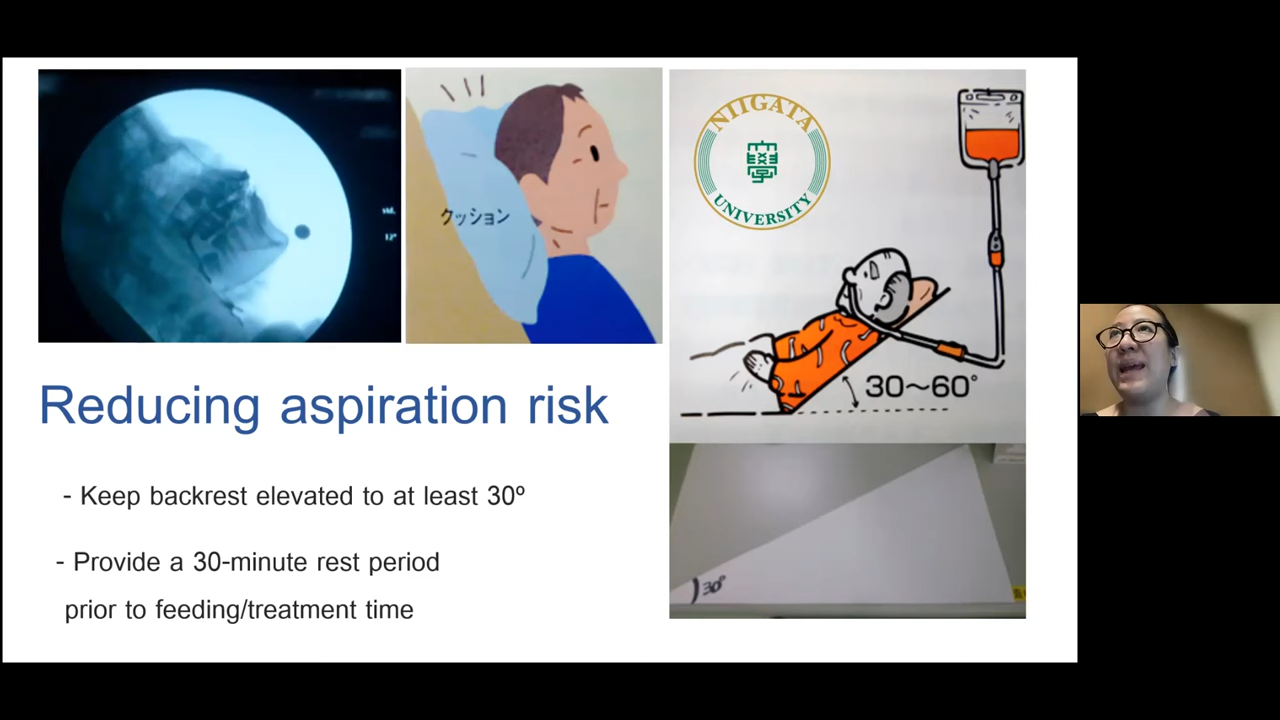 クッション
NIIGATA
UNIVERSITY
30～60°
30°
Reducing aspiration risk
- Keep backrest elevated to at least 30º
- Provide a 30-minute rest period
prior to feeding/treatment time